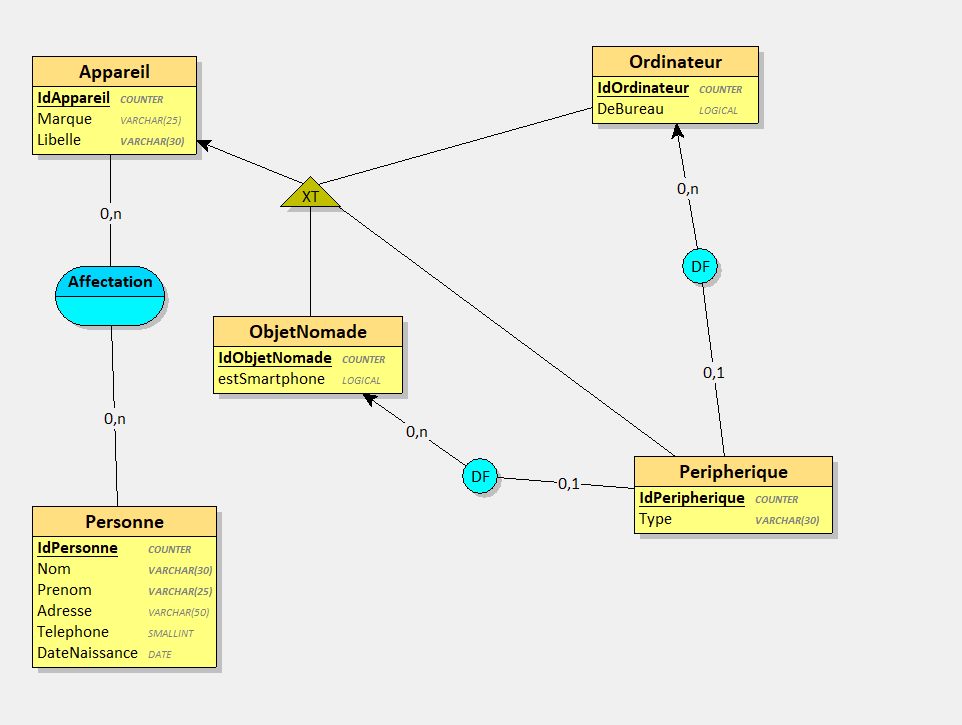 Appareil
IdAppareil COUNTER
Marque VARCHAR(25)
Libelle VARCHAR(30)
Ordinateur
IdOrdinateur COUNTER
DeBureau LOGICAL
XT
0,n
0,n
Affectation
DF
ObjetNomade
IdObjetNomade COUNTER
estSmartphone LOGICAL
0,1
0,n
0,n
Peripherique
IdPeripherique COUNTER
Type VARCHAR(30)
DF
0,1
Personne
IdPersonne COUNTER
Nom VARCHAR(30)
Prenom VARCHAR(25)
Adresse VARCHAR(50)
Telephone SMALLINT
DateNaissance DATE